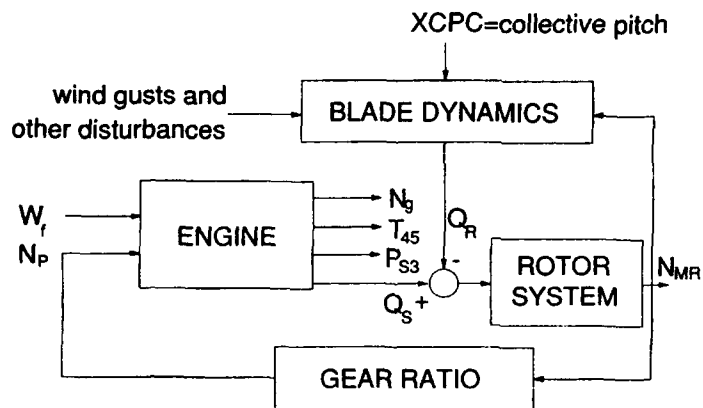 XCPC=collective pitch
wind gusts and
other disturbances
BLADE DYNAMICS
W_f
N_P
ENGINE
N_g
T_45
P_S3
Q_S +
Q_R
-
ROTOR
SYSTEM
N_MR
GEAR RATIO